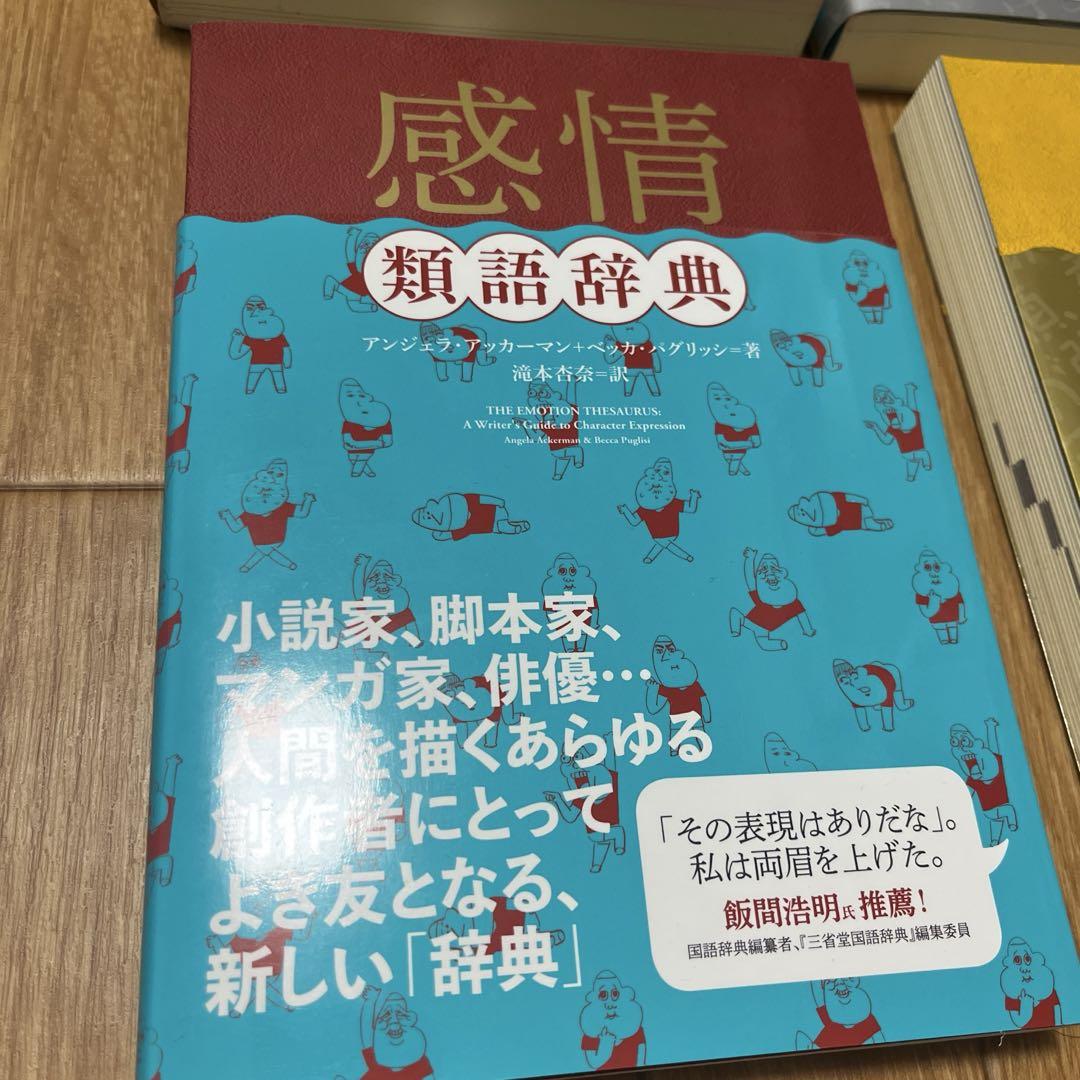 感情
類語辞典
アンジェラ・アッカーマン＋ベッカ・パグリッシ＝著
滝本杏奈＝訳
THE EMOTION THESAURUS:
A Writer's Guide to Character Expression
Angela Ackerman & Becca Puglisi
小説家、脚本家、
マンガ家、俳優…
人間を描くあらゆる
創作者にとって
よき友となる、
新しい「辞典」
「その表現はありだな」。
私は両眉を上げた。
飯間浩明氏推薦！
国語辞典編纂者、『三省堂国語辞典』編集委員